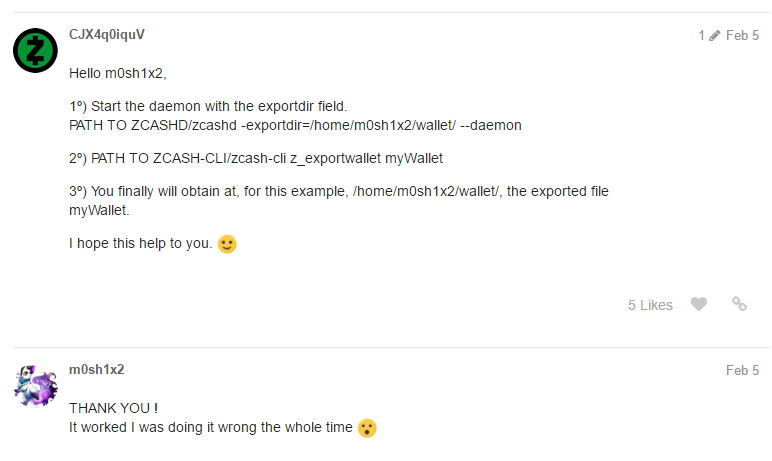 CJX4q0iquV
1 Feb 5
Hello m0sh1x2,
1º) Start the daemon with the exportdir field.
PATH TO ZCASHD/zcashd -exportdir=/home/m0sh1x2/wallet/ --daemon
2º) PATH TO ZCASH-CLI/zcash-cli z_exportwallet myWallet
3º) You finally will obtain at, for this example, /home/m0sh1x2/wallet/, the exported file
myWallet.
I hope this help to you.
5 Likes
m0sh1x2
Feb 5
THANK YOU !
It worked I was doing it wrong the whole time